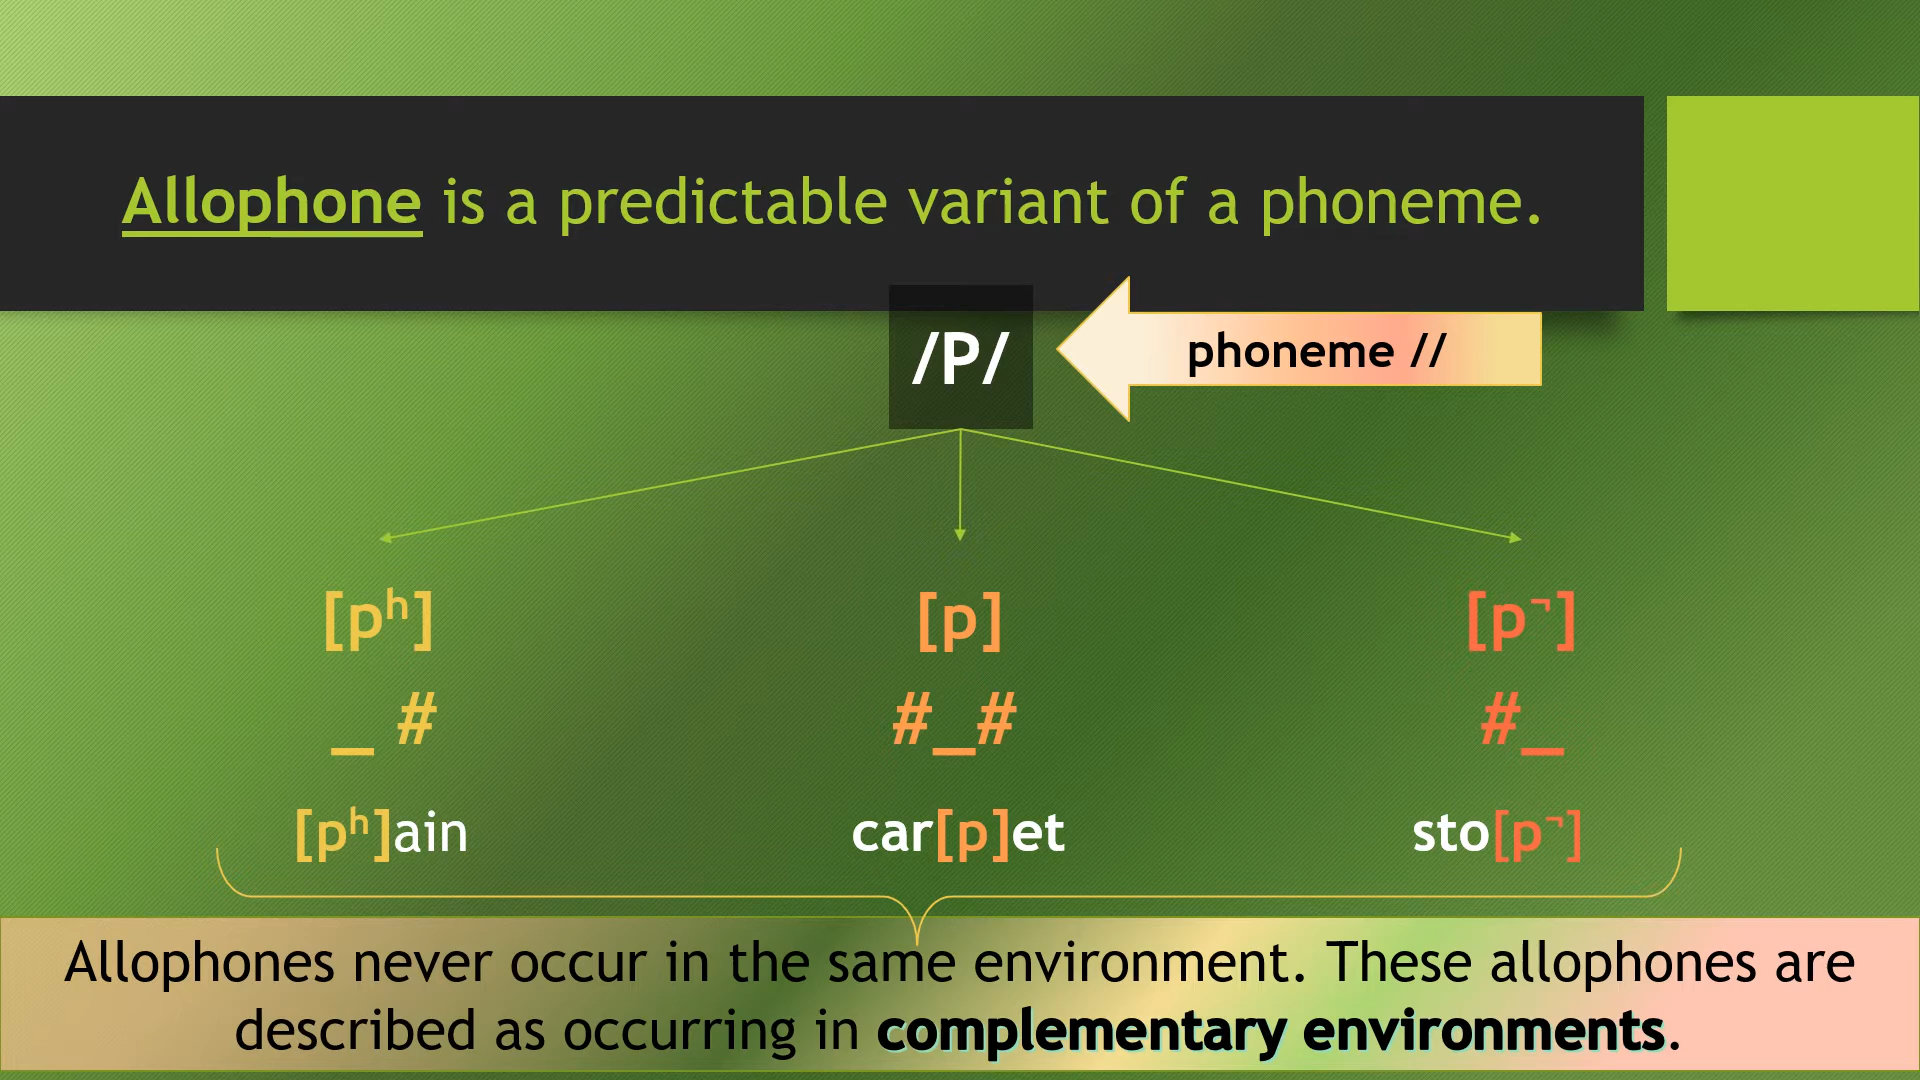 Allophone is a predictable variant of a phoneme.
/P/
phoneme //
[pʰ] [p] [p˺]
_ # #_# #_
[pʰ]ain car[p]et sto[p˺]
Allophones never occur in the same environment. These allophones are
described as occurring in complementary environments.